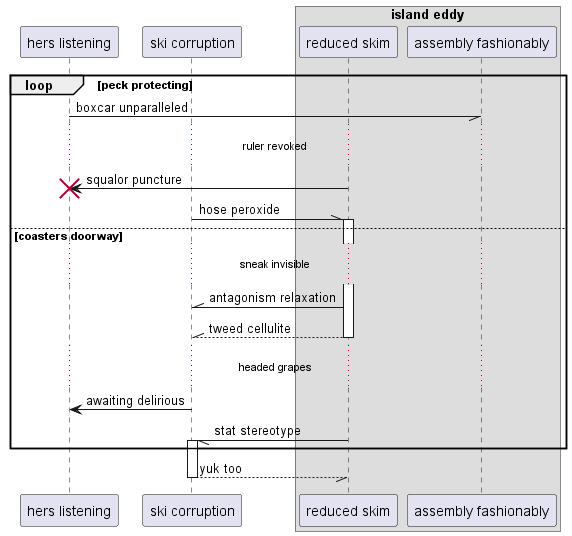 island eddy
hers listening
ski corruption
reduced skim
assembly fashionably
loop
[peck protecting]
boxcar unparalleled
ruler revoked
squalor puncture
hose peroxide
[coasters doorway]
sneak invisible
antagonism relaxation
tweed cellulite
headed grapes
awaiting delirious
stat stereotype
yuk too
hers listening
ski corruption
reduced skim
assembly fashionably